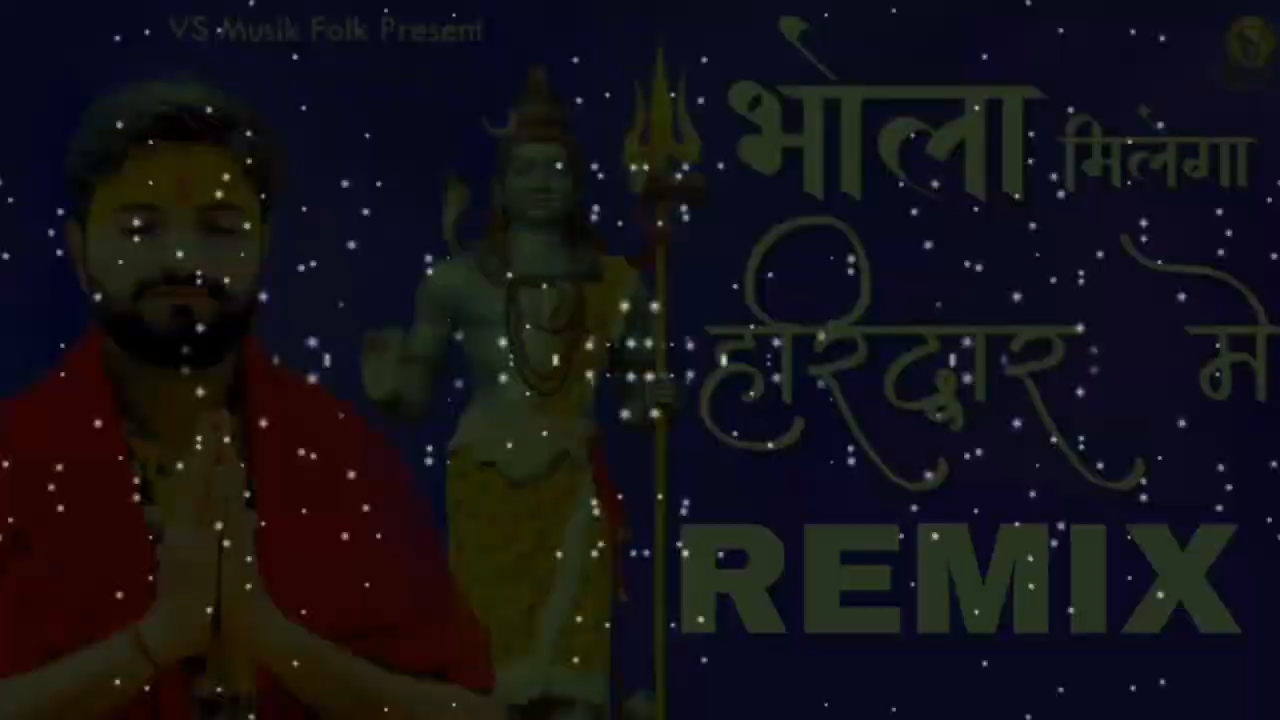 VS Musik Folk Present
भोला मिलेगा
हरिद्वार मे
REMIX